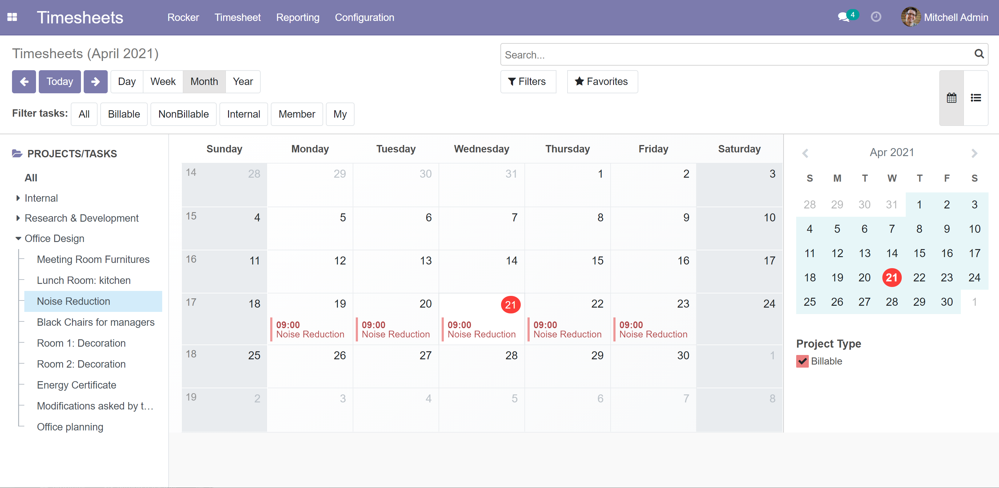 Timesheets Rocker Timesheet Reporting Configuration 4 Mitchell Admin
Timesheets (April 2021)
Search...
Today Day Week Month Year
Filters Favorites
Filter tasks: All Billable NonBillable Internal Member My
PROJECTS/TASKS
All
Internal
Research & Development
Office Design
Meeting Room Furnitures
Lunch Room: kitchen
Noise Reduction
Black Chairs for managers
Room 1: Decoration
Room 2: Decoration
Energy Certificate
Modifications asked by t...
Office planning
Sunday Monday Tuesday Wednesday Thursday Friday Saturday
14 28 29 30 31 1 2 3
15 4 5 6 7 8 9 10
16 11 12 13 14 15 16 17
17 18 19 20 21 22 23 24
09:00 09:00 09:00 09:00 09:00
Noise Reduction Noise Reduction Noise Reduction Noise Reduction Noise Reduction
18 25 26 27 28 29 30 1
19 2 3 4 5 6 7 8
Apr 2021
S M T W T F S
28 29 30 31 1 2 3
4 5 6 7 8 9 10
11 12 13 14 15 16 17
18 19 20 21 22 23 24
25 26 27 28 29 30 1
Project Type
Billable